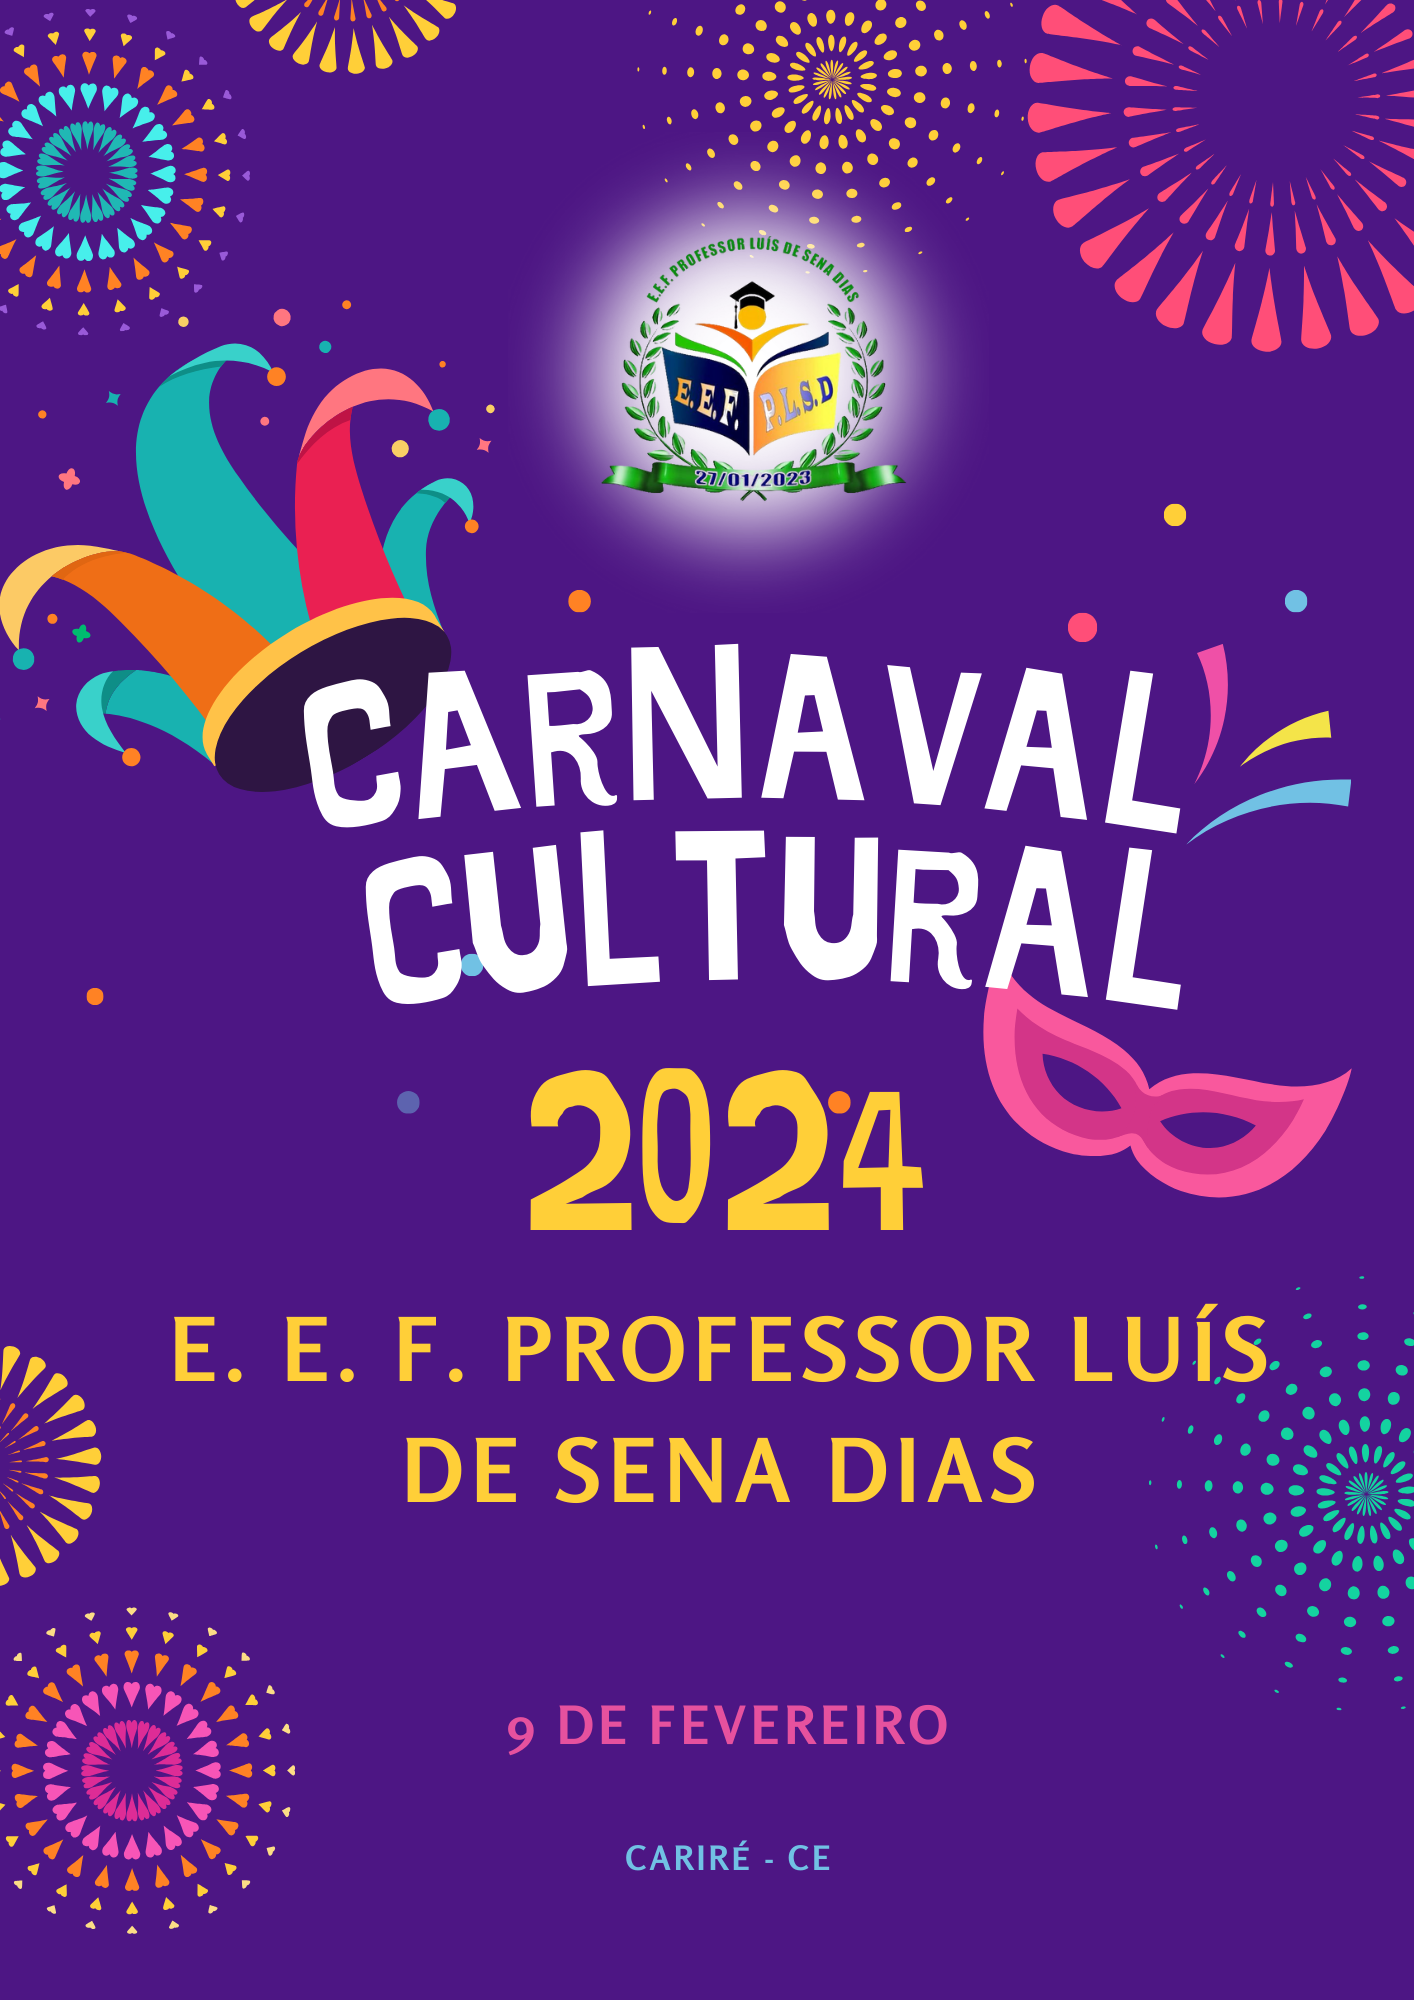 E.E.F. PROFESSOR LUÍS DE SENA DIAS
E.E.F. P.L.S.D
27/01/2023
CARNAVAL
CULTURAL
2024
E. E. F. PROFESSOR LUÍS
DE SENA DIAS
9 DE FEVEREIRO
CARIRÉ - CE